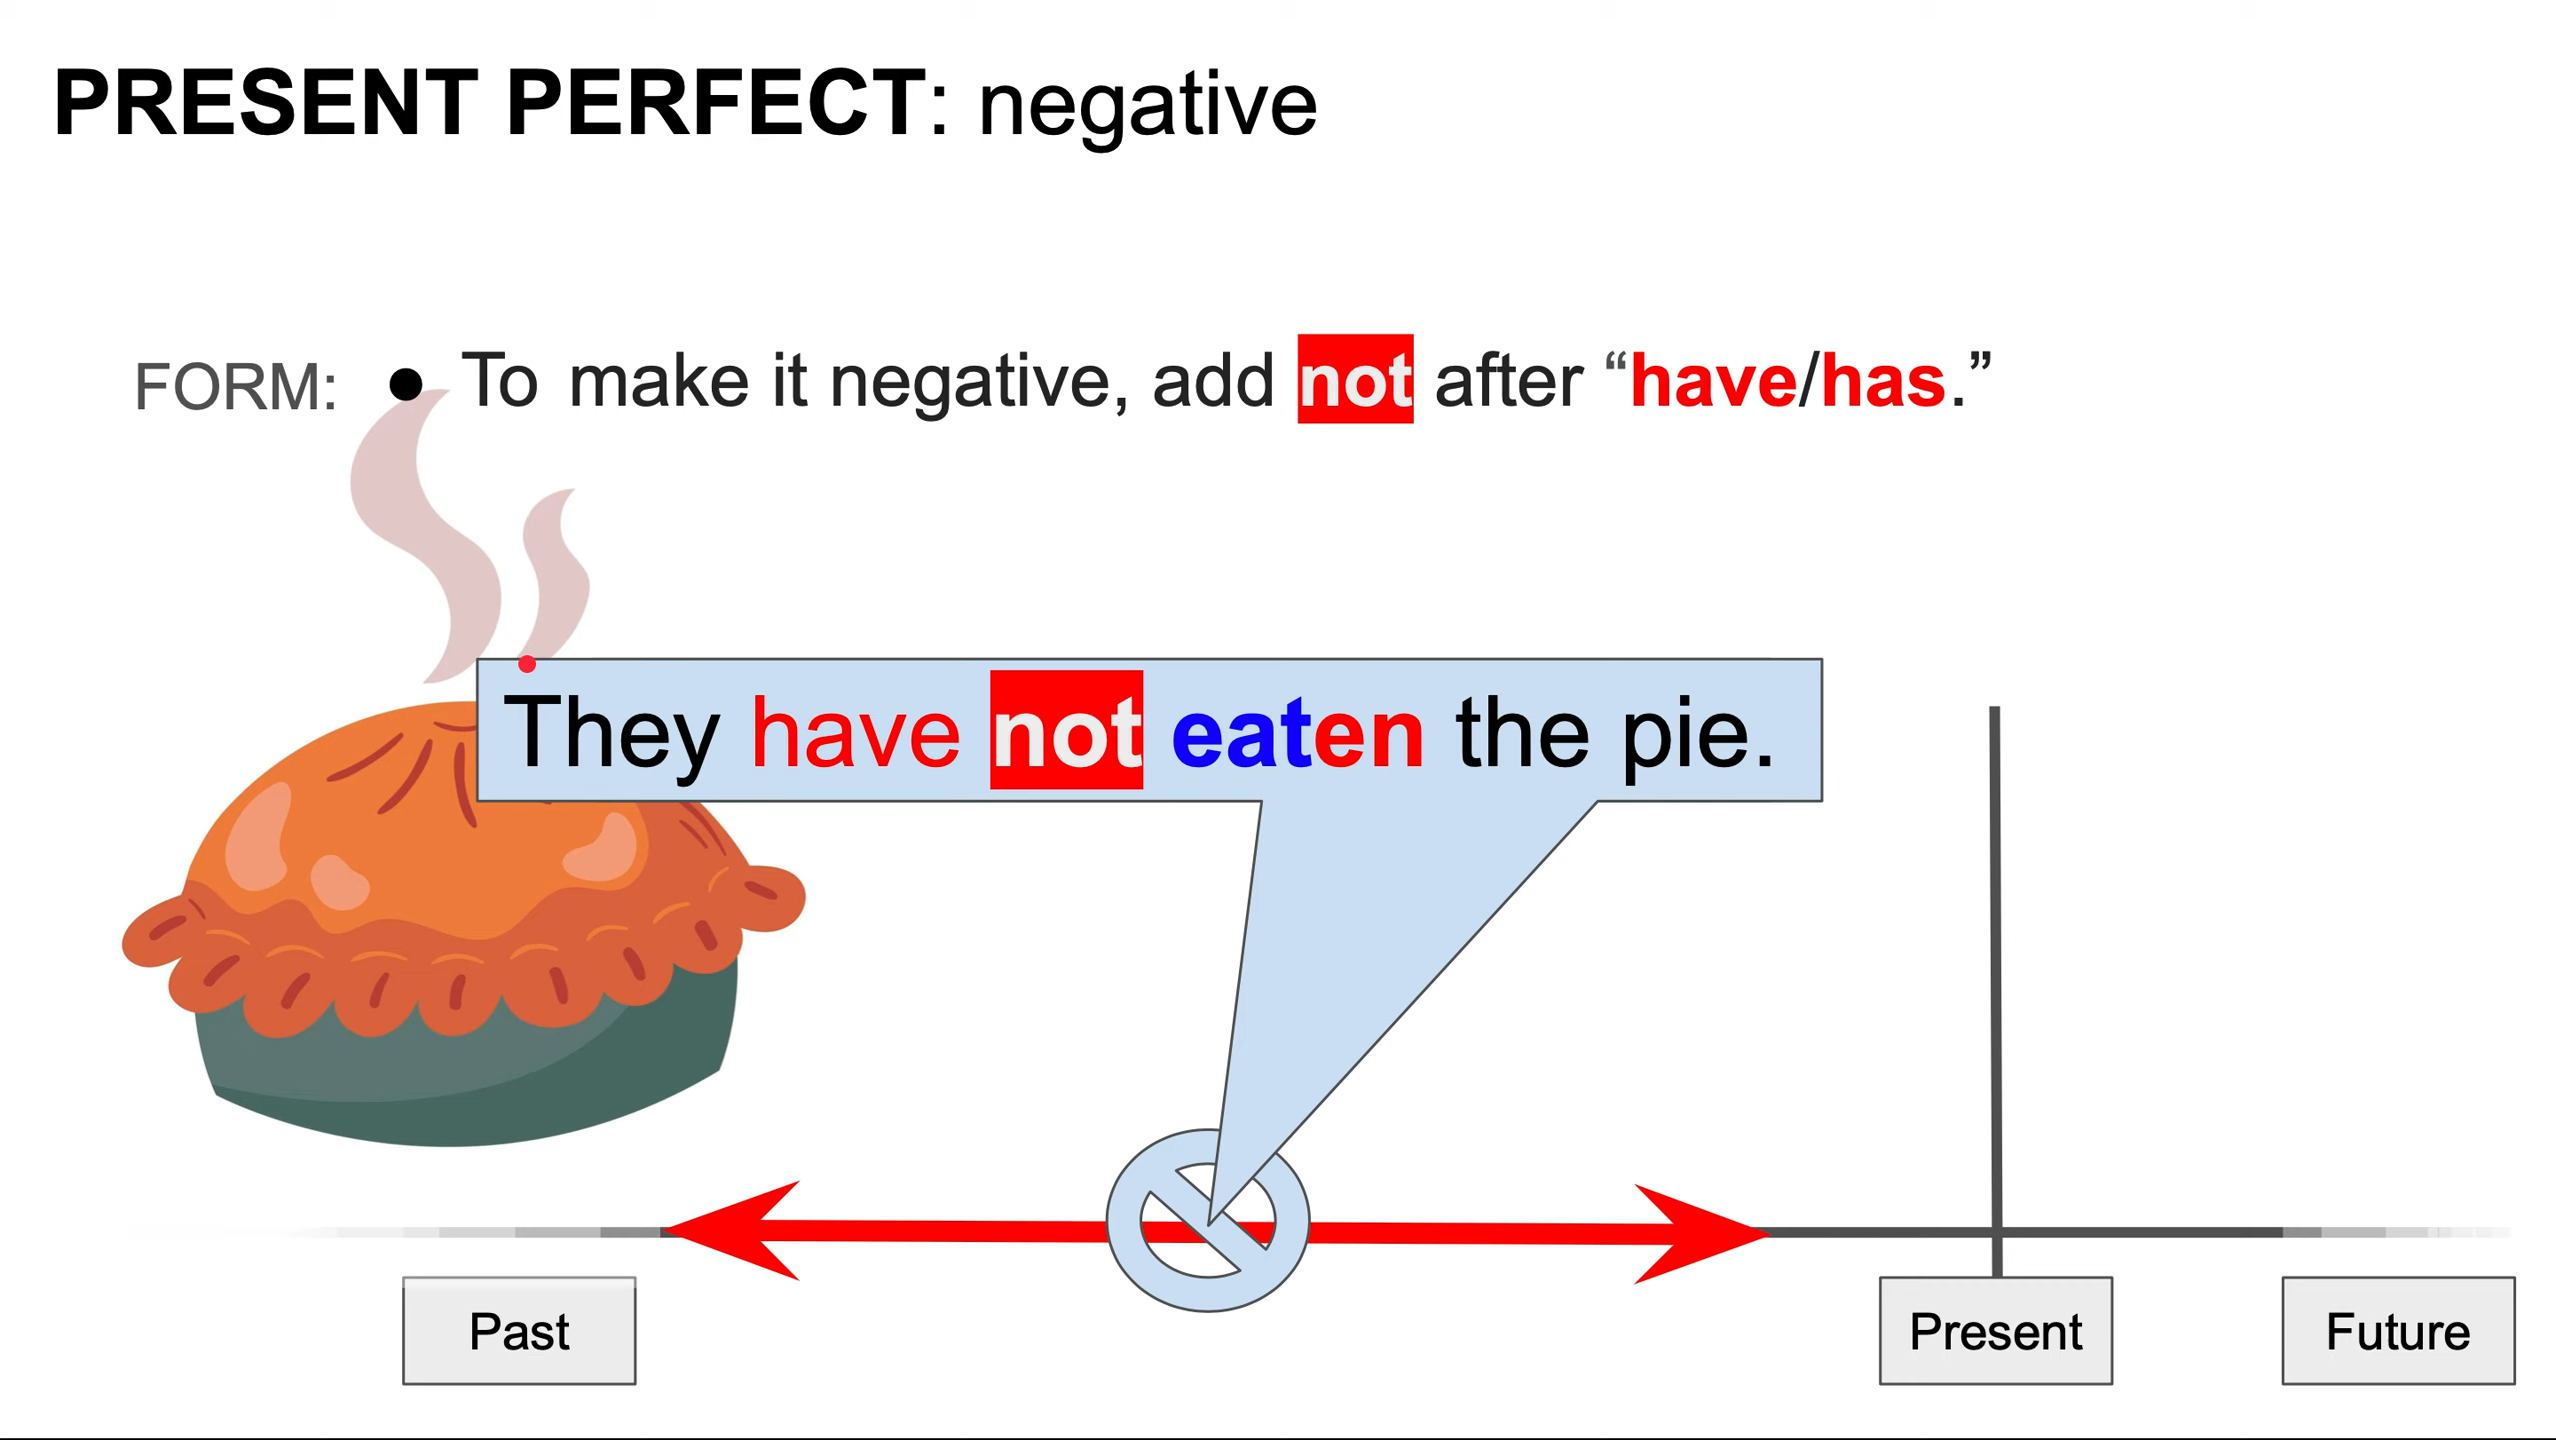 PRESENT PERFECT: negative
FORM: ● To make it negative, add not after “have/has.”
They have not eaten the pie.
Past
Present
Future